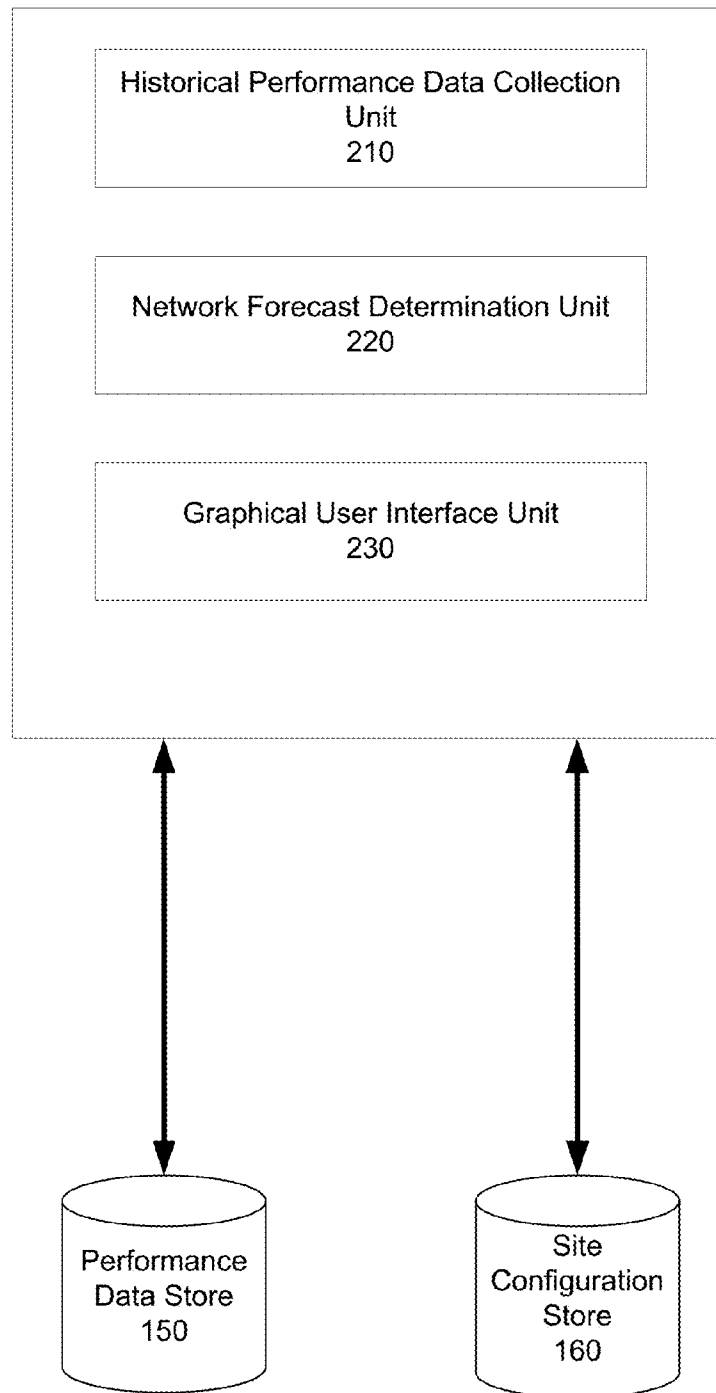 Historical Performance Data Collection
Unit
210
Network Forecast Determination Unit
220
Graphical User Interface Unit
230
Performance
Data Store
150
Site
Configuration
Store
160